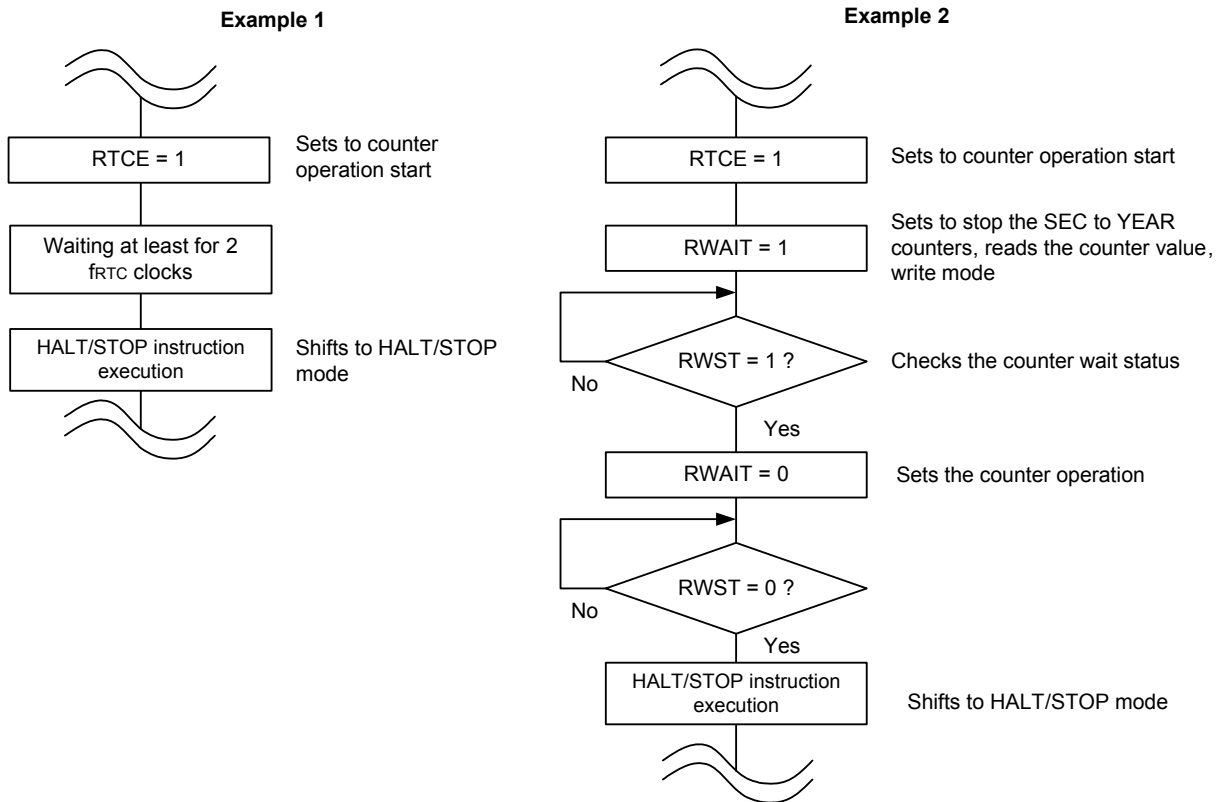 Example 1
RTCE = 1
Sets to counter
operation start
Waiting at least for 2
fRTC clocks
HALT/STOP instruction
execution
Shifts to HALT/STOP
mode
Example 2
RTCE = 1
Sets to counter operation start
RWAIT = 1
Sets to stop the SEC to YEAR
counters, reads the counter value,
write mode
RWST = 1 ?
Checks the counter wait status
No
Yes
RWAIT = 0
Sets the counter operation
RWST = 0 ?
No
Yes
HALT/STOP instruction
execution
Shifts to HALT/STOP mode